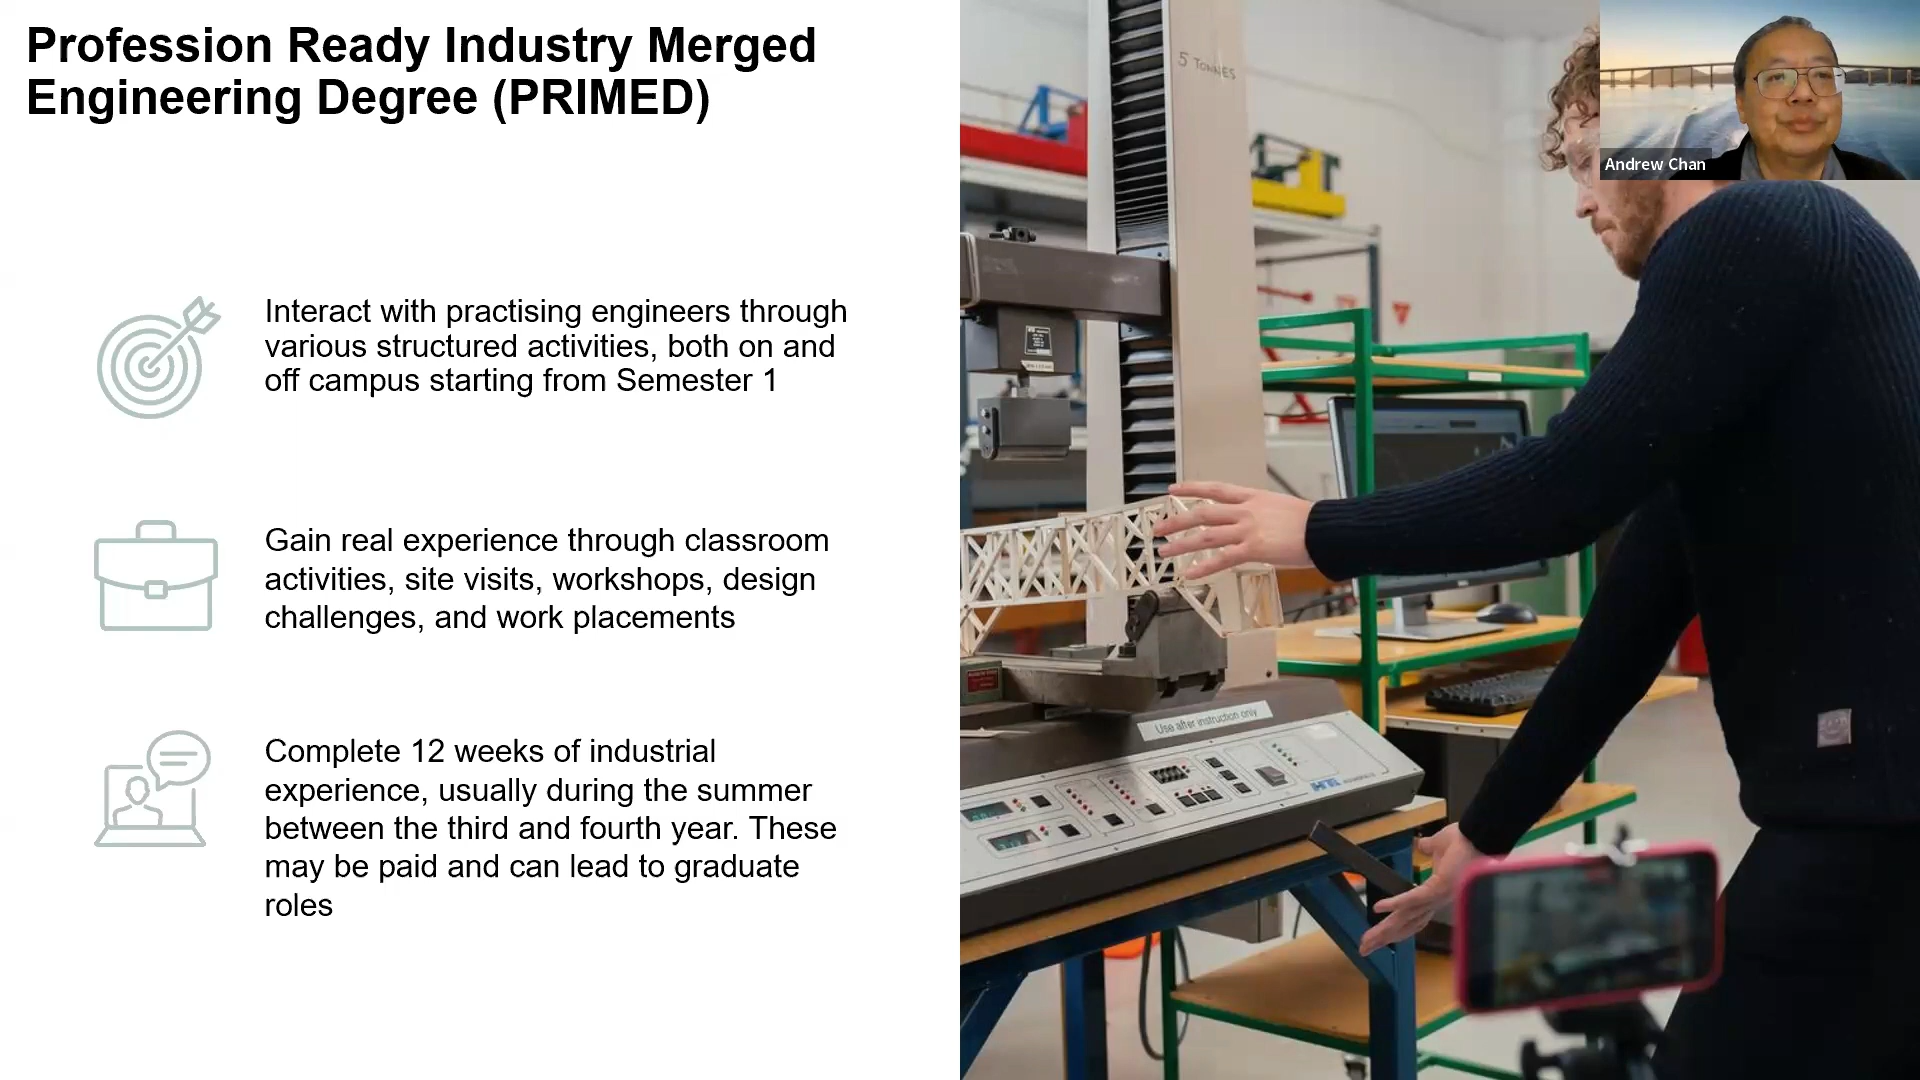 Profession Ready Industry Merged
Engineering Degree (PRIMED)
Interact with practising engineers through
various structured activities, both on and
off campus starting from Semester 1
Gain real experience through classroom
activities, site visits, workshops, design
challenges, and work placements
Complete 12 weeks of industrial
experience, usually during the summer
between the third and fourth year. These
may be paid and can lead to graduate
roles
5 TONNES
Andrew Chan
Use after instruction only